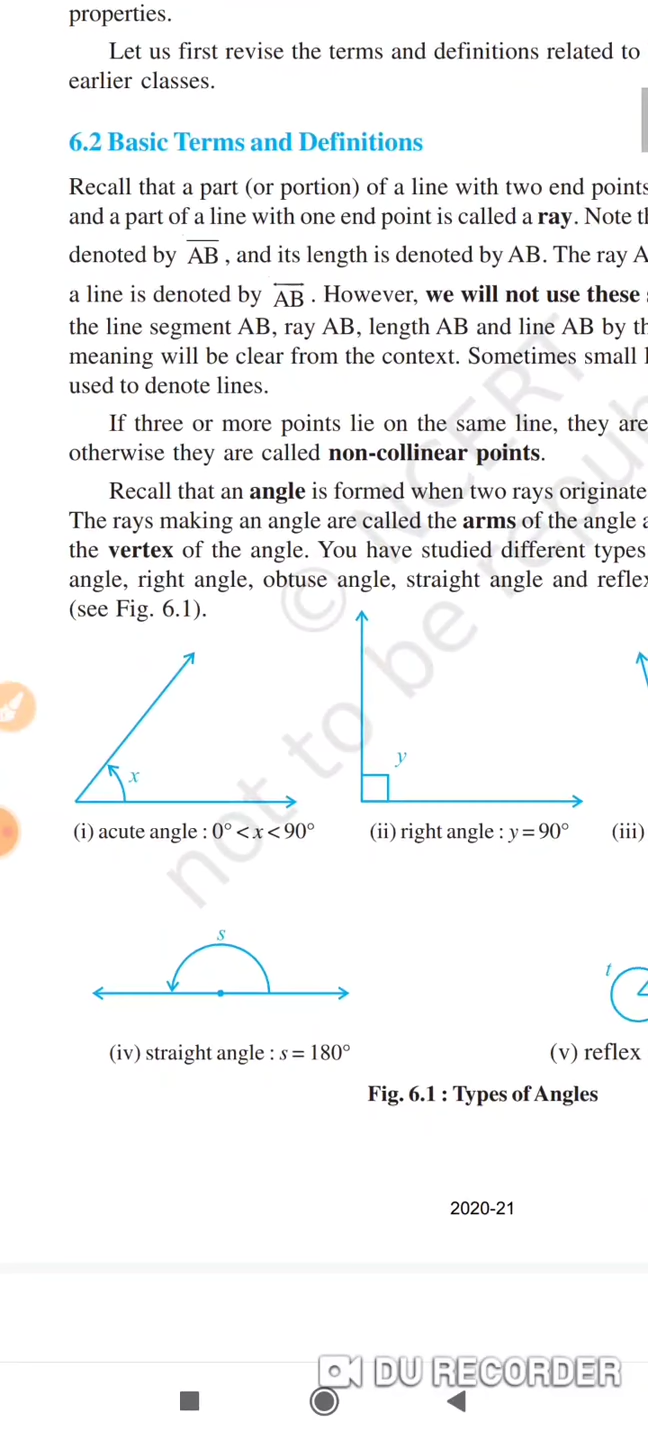 properties.
Let us first revise the terms and definitions related to
earlier classes.
6.2 Basic Terms and Definitions
Recall that a part (or portion) of a line with two end points
and a part of a line with one end point is called a ray. Note
denoted by AB, and its length is denoted by AB. The ray A
a line is denoted by AB. However, we will not use these
the line segment AB, ray AB, length AB and line AB by
meaning will be clear from the context. Sometimes small
used to denote lines.
If three or more points lie on the same line, they are
otherwise they are called non-collinear points.
Recall that an angle is formed when two rays originate
The rays making an angle are called the arms of the angle
the vertex of the angle. You have studied different types
angle, right angle, obtuse angle, straight angle and
(see Fig. 6.1).
x
y
(i) acute angle : 0° < x < 90° (ii) right angle : y = 90° (iii)
s
t
(iv) straight angle : s = 180° (v) reflex
Fig. 6.1 : Types of Angles
2020-21
© NCERT
not to be
DU RECORDER